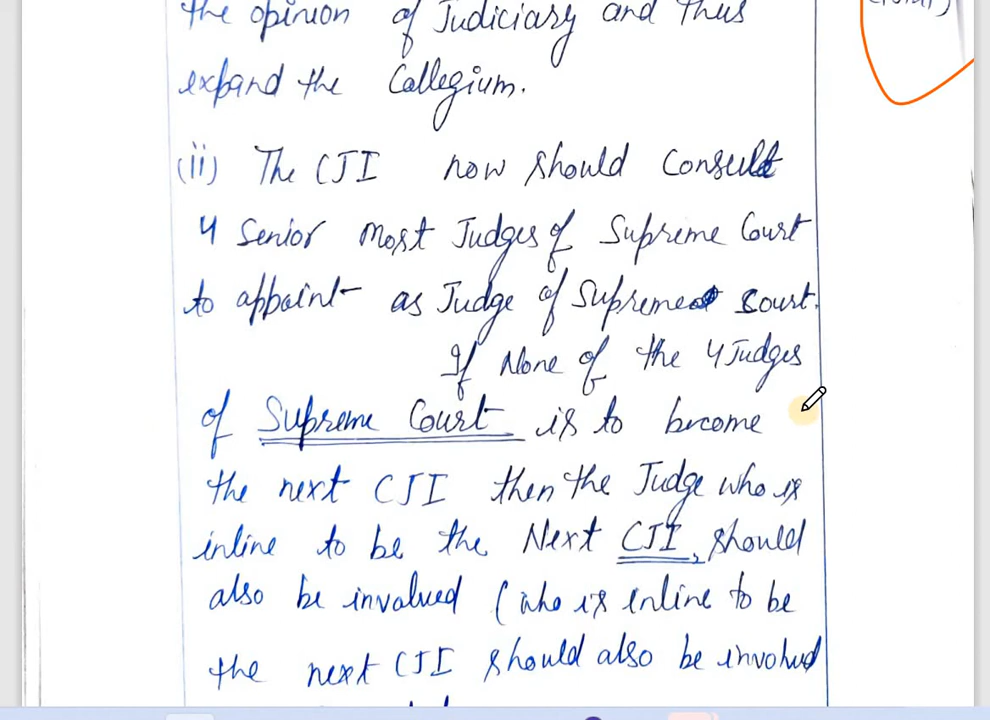 the opinion of Judiciary and thus
expand the Collegium.
(ii) The CJI now should Consult
4 Senior most Judges of Supreme Court
to appoint as Judge of Supreme Court.
If None of the 4 Judges
of Supreme Court is to become
the next CJI then the Judge who is
inline to be the Next CJI, should
also be involved (who is inline to be
the next CJI should also be involved